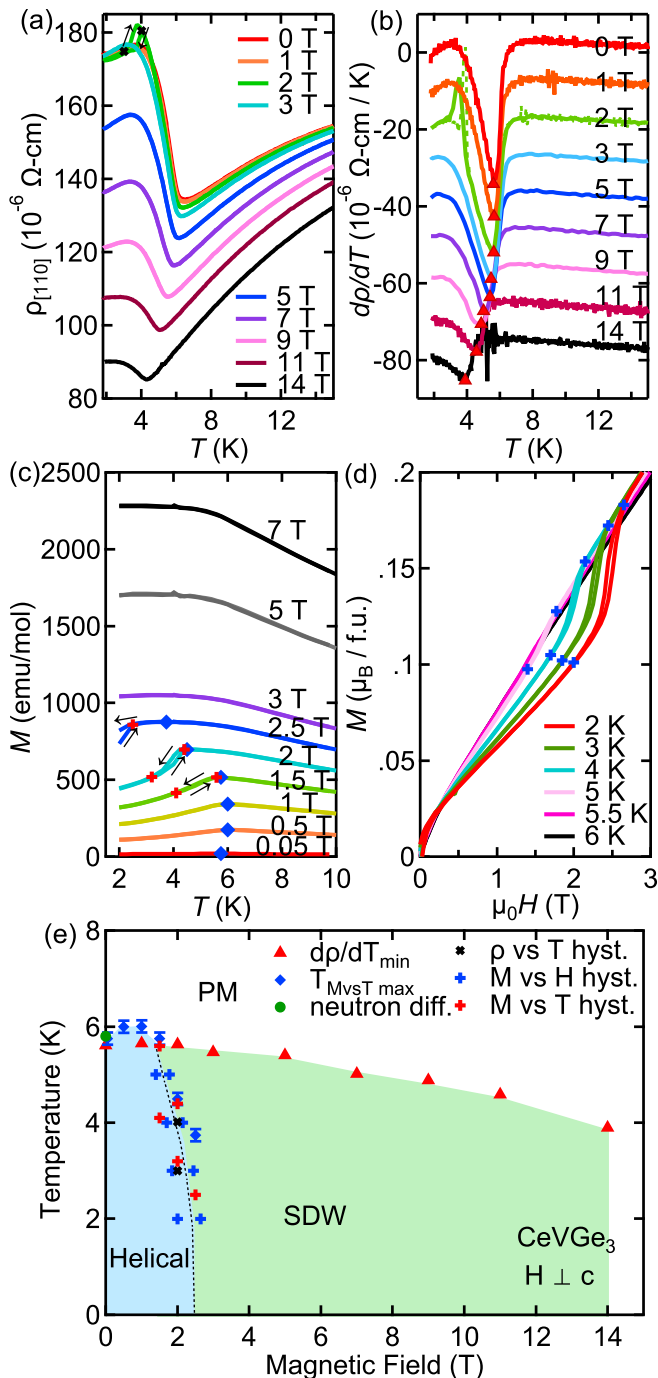 (a)
180
160
140
120
100
80
ρ[110] (10⁻⁶ Ω-cm)
0 T
1 T
2 T
3 T
5 T
7 T
9 T
11 T
14 T
4 8 12
T (K)
(b)
0
-20
-40
-60
-80
dρ/dT (10⁻⁶ Ω-cm / K)
0 T
1 T
2 T
3 T
5 T
7 T
9 T
11 T
14 T
4 8 12
T (K)
(c)
2500
2000
1500
1000
500
0
M (emu/mol)
7 T
5 T
3 T
2.5 T
2 T
1.5 T
1 T
0.5 T
0.05 T
2 4 6 8 10
T (K)
(d)
.2
.15
.1
.05
0
M (μB / f.u.)
2 K
3 K
4 K
5 K
5.5 K
6 K
0 1 2 3
μ₀H (T)
(e)
8
6
4
2
0
Temperature (K)
dρ/dTmin
TMvsT max
neutron diff.
ρ vs T hyst.
M vs H hyst.
M vs T hyst.
PM
SDW
Helical
CeVGe₃
H ⊥ c
0 2 4 6 8 10 12 14
Magnetic Field (T)